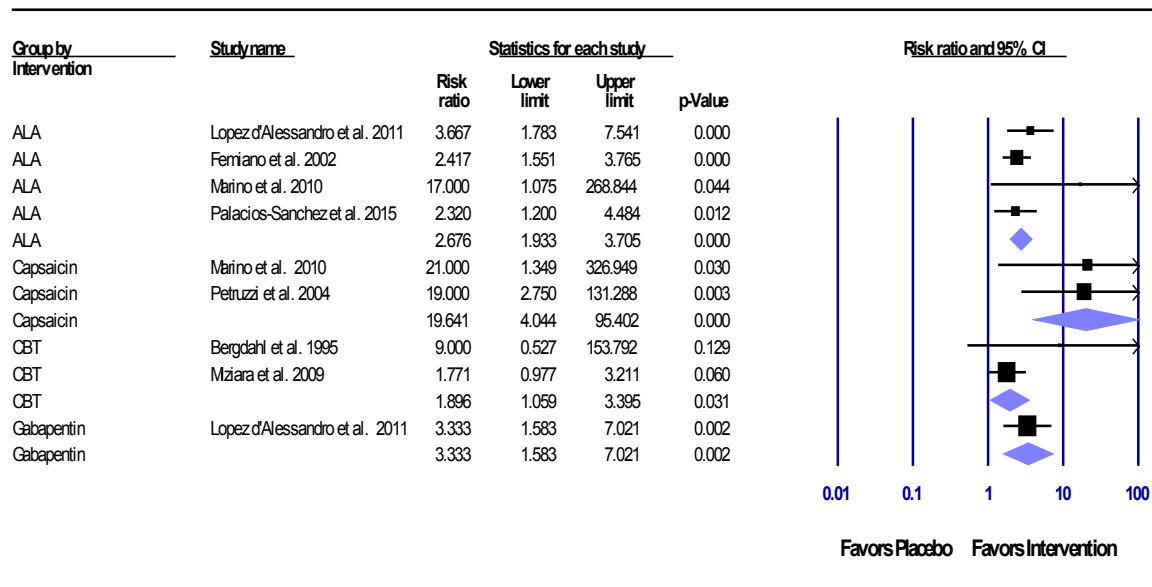 Group by Study name Statistics for each study Risk ratio and 95% CI
Intervention
Risk Lower Upper
ratio limit limit p-Value
ALA Lopez d'Alessandro et al. 2011 3.667 1.783 7.541 0.000
ALA Femiano et al. 2002 2.417 1.551 3.765 0.000
ALA Marino et al. 2010 17.000 1.075 268.844 0.044
ALA Palacios-Sanchez et al. 2015 2.320 1.200 4.484 0.012
ALA 2.676 1.933 3.705 0.000
Capsaicin Marino et al. 2010 21.000 1.349 326.949 0.030
Capsaicin Petruzzi et al. 2004 19.000 2.750 131.288 0.003
Capsaicin 19.641 4.044 95.402 0.000
CBT Bergdahl et al. 1995 9.000 0.527 153.792 0.129
CBT Miziara et al. 2009 1.771 0.977 3.211 0.060
CBT 1.896 1.059 3.395 0.031
Gabapentin Lopez d'Alessandro et al. 2011 3.333 1.583 7.021 0.002
Gabapentin 3.333 1.583 7.021 0.002
0.01 0.1 1 10 100
Favors Placebo Favors Intervention